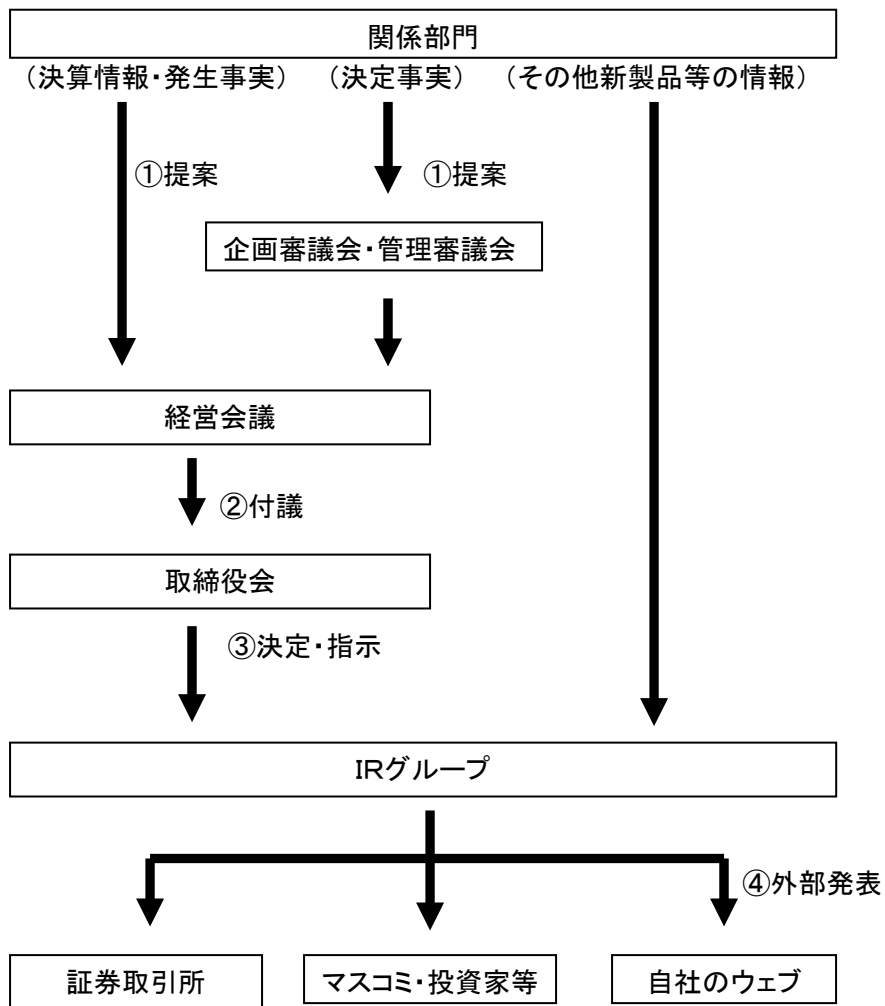 関係部門
（決算情報・発生事実） （決定事実） （その他新製品等の情報）
①提案 ①提案
企画審議会・管理審議会
経営会議
②付議
取締役会
③決定・指示
IRグループ
④外部発表
証券取引所 マスコミ・投資家等 自社のウェブ